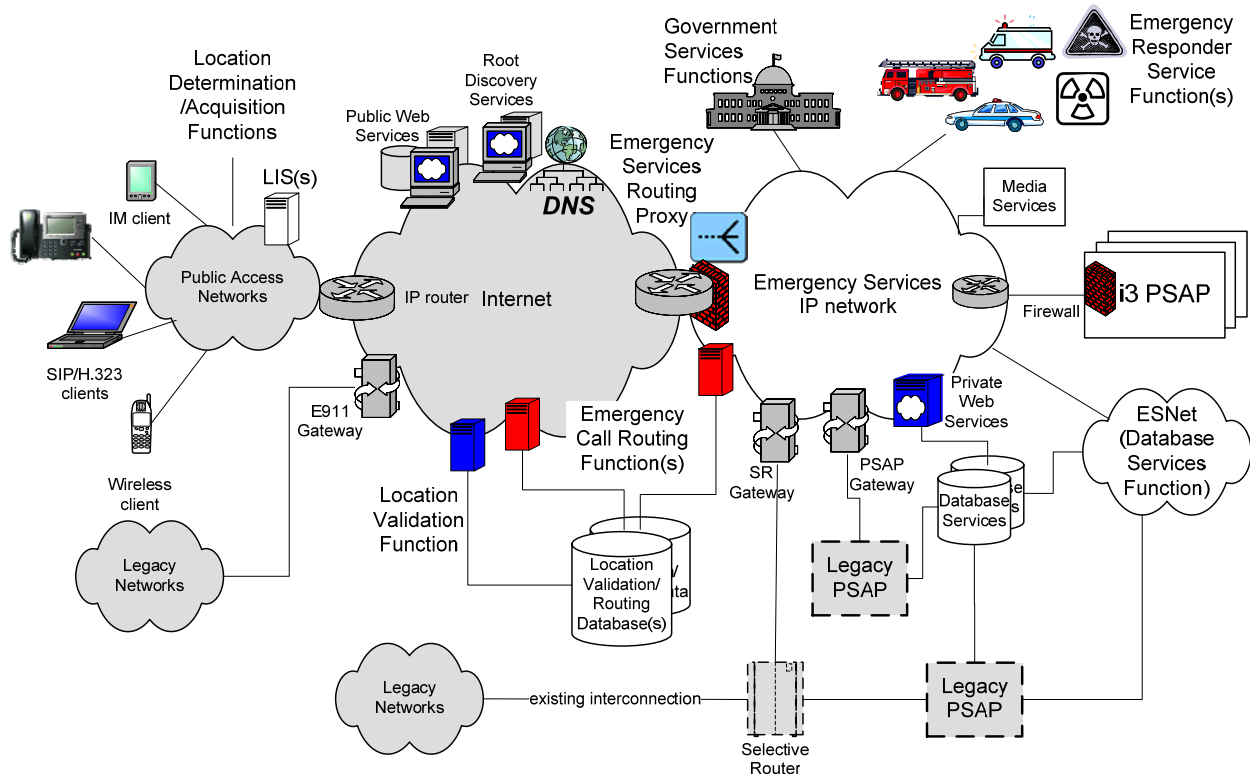 Location
Determination
/Acquisition
Functions
Root
Discovery
Services
Public Web
Services
Government
Services
Functions
Emergency
Responder
Service
Function(s)
LIS(s)
IM client
DNS
Emergency
Services
Routing
Proxy
Media
Services
Public Access
Networks
IP router
Internet
Emergency Services
IP network
Firewall
i3 PSAP
SIP/H.323
clients
E911
Gateway
Emergency
Call Routing
Function(s)
Private
Web
Services
ESNet
(Database
Services
Function)
Wireless
client
Location
Validation
Function
SR
Gateway
PSAP
Gateway
Database
Services
se
s
Legacy
Networks
Location
Validation/
Routing
Database(s)
/
ata
Legacy
PSAP
Legacy
Networks
existing interconnection
Legacy
PSAP
Selective
Router